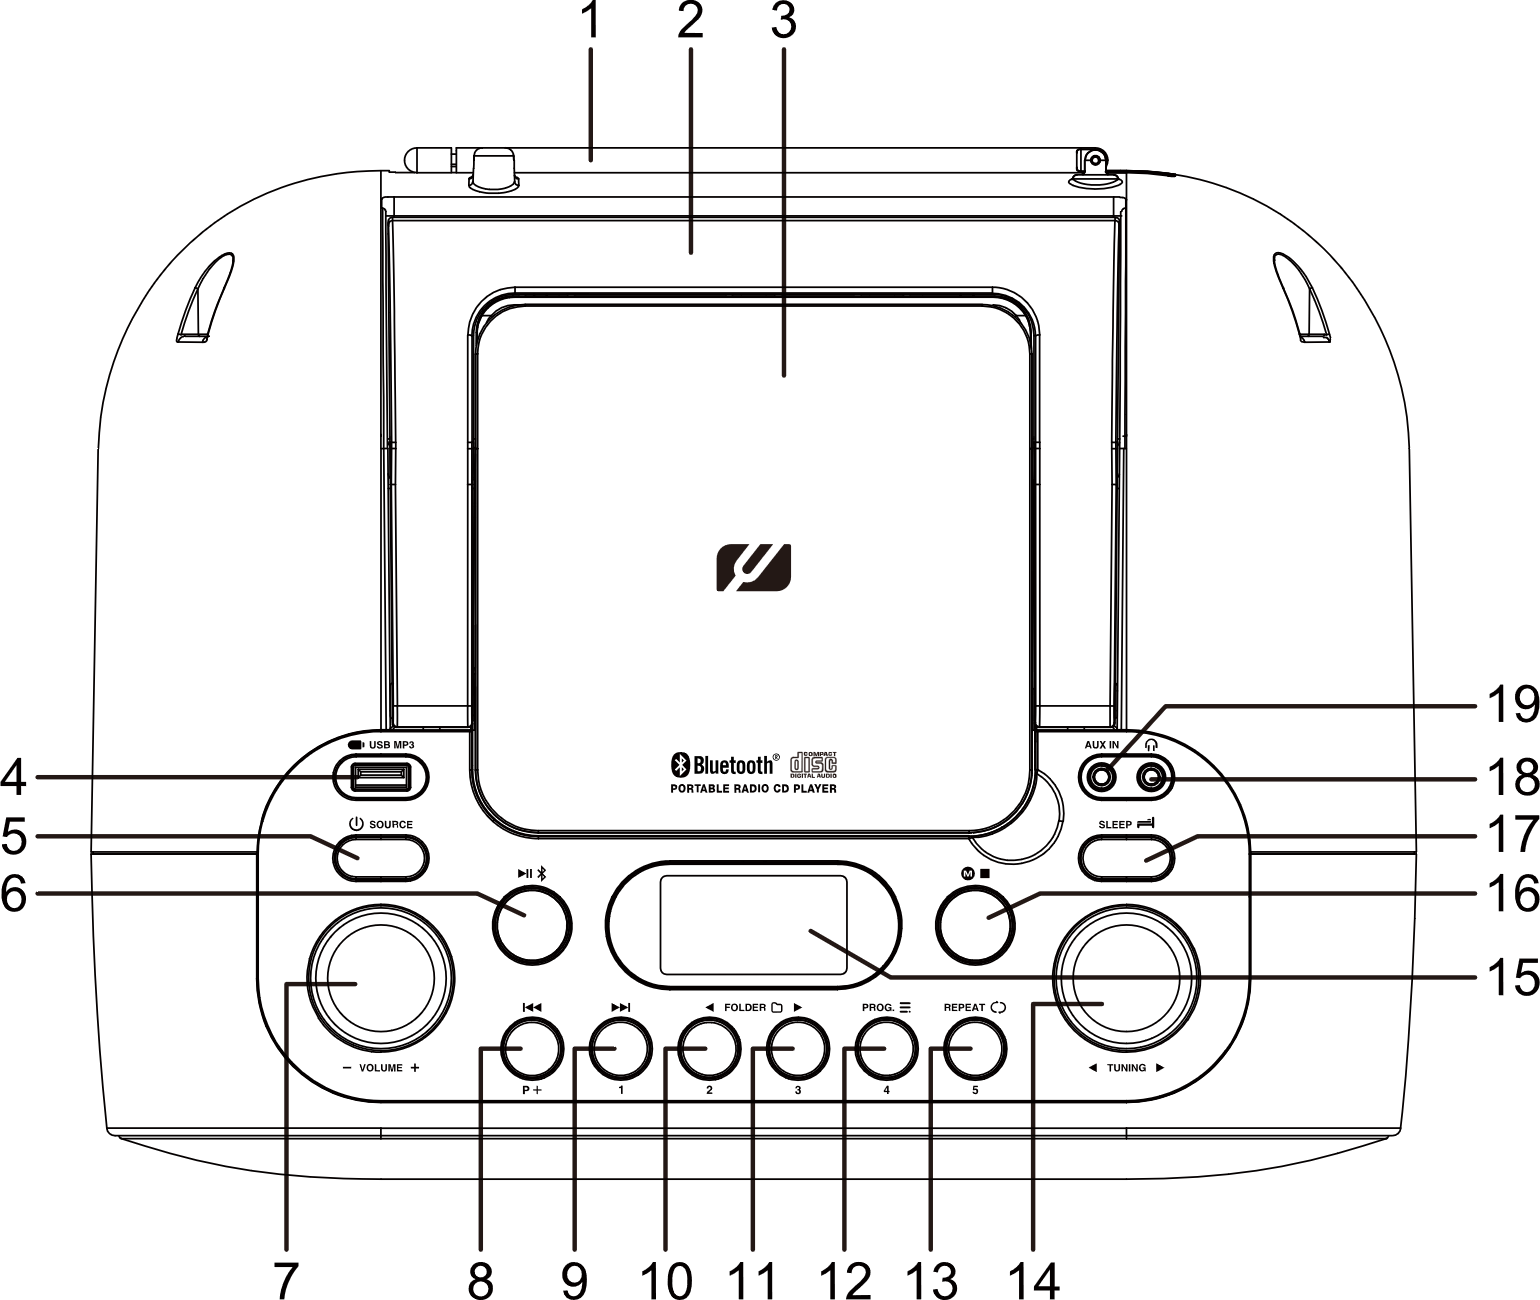 1 2 3
USB MP3
AUX IN
19
4
18
Bluetooth®
COMPACT
disc
DIGITAL AUDIO
PORTABLE RADIO CD PLAYER
SOURCE
SLEEP
5
17
6
M
16
15
FOLDER
PROG.
REPEAT
− VOLUME +
TUNING
P + 1 2 3 4 5
7 8 9 10 11 12 13 14